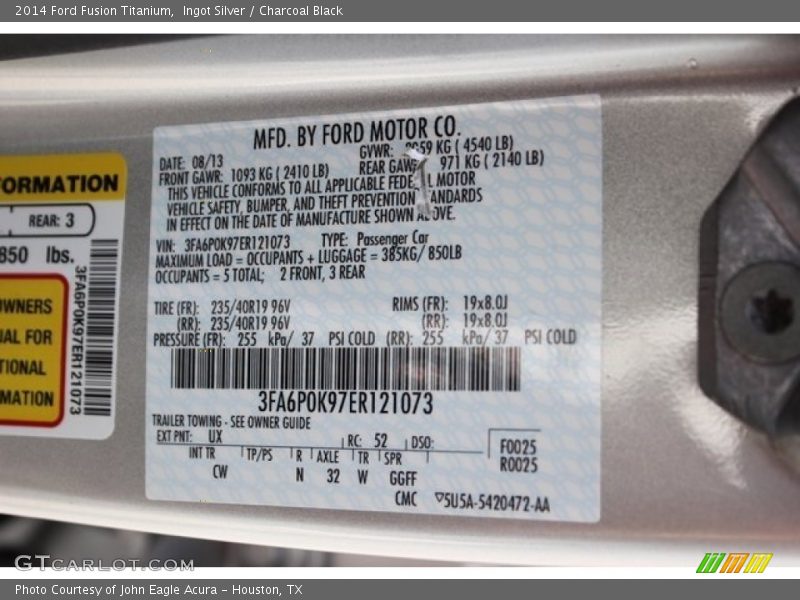 2014 Ford Fusion Titanium, Ingot Silver / Charcoal Black
MFD. BY FORD MOTOR CO.
DATE: 08/13
GVWR: 2059 KG ( 4540 LB)
FRONT GAWR: 1093 KG ( 2410 LB)
REAR GAWR: 971 KG ( 2140 LB)
THIS VEHICLE CONFORMS TO ALL APPLICABLE MOTOR
VEHICLE SAFETY, BUMPER, AND THEFT PREVENTION
IN EFFECT ON THE DATE OF MANUFACTURE SHOWN
VIN: 3FA6P0K97ER121073 TYPE: Passenger Car
MAXIMUM LOAD = OCCUPANTS + LUGGAGE = 385KG/ 850LB
OCCUPANTS = 5 TOTAL; 2 FRONT, 3 REAR
TIRE (FR): 235/40R19 96V RIMS (FR): 19x8.0J
(RR): 235/40R19 96V (RR): 19x8.0J
PRESSURE (FR): 255 kPa/ 37 PSI COLD (RR): 255 kPa/ 37 PSI COLD
3FA6P0K97ER121073
TRAILER TOWING - SEE OWNER GUIDE
EXT PNT: UX RC: 52 DSO:
INT TR TP/PS R AXLE TR SPR
CW N 32 W GGFF
F0025
R0025
CMC ▽5U5A-5420472-AA
FORMATION
REAR: 3
850 lbs.
OWNERS
UAL FOR
TIONAL
MATION
3FA6P0K97ER121073
GTCarLot.com
Photo Courtesy of John Eagle Acura - Houston, TX